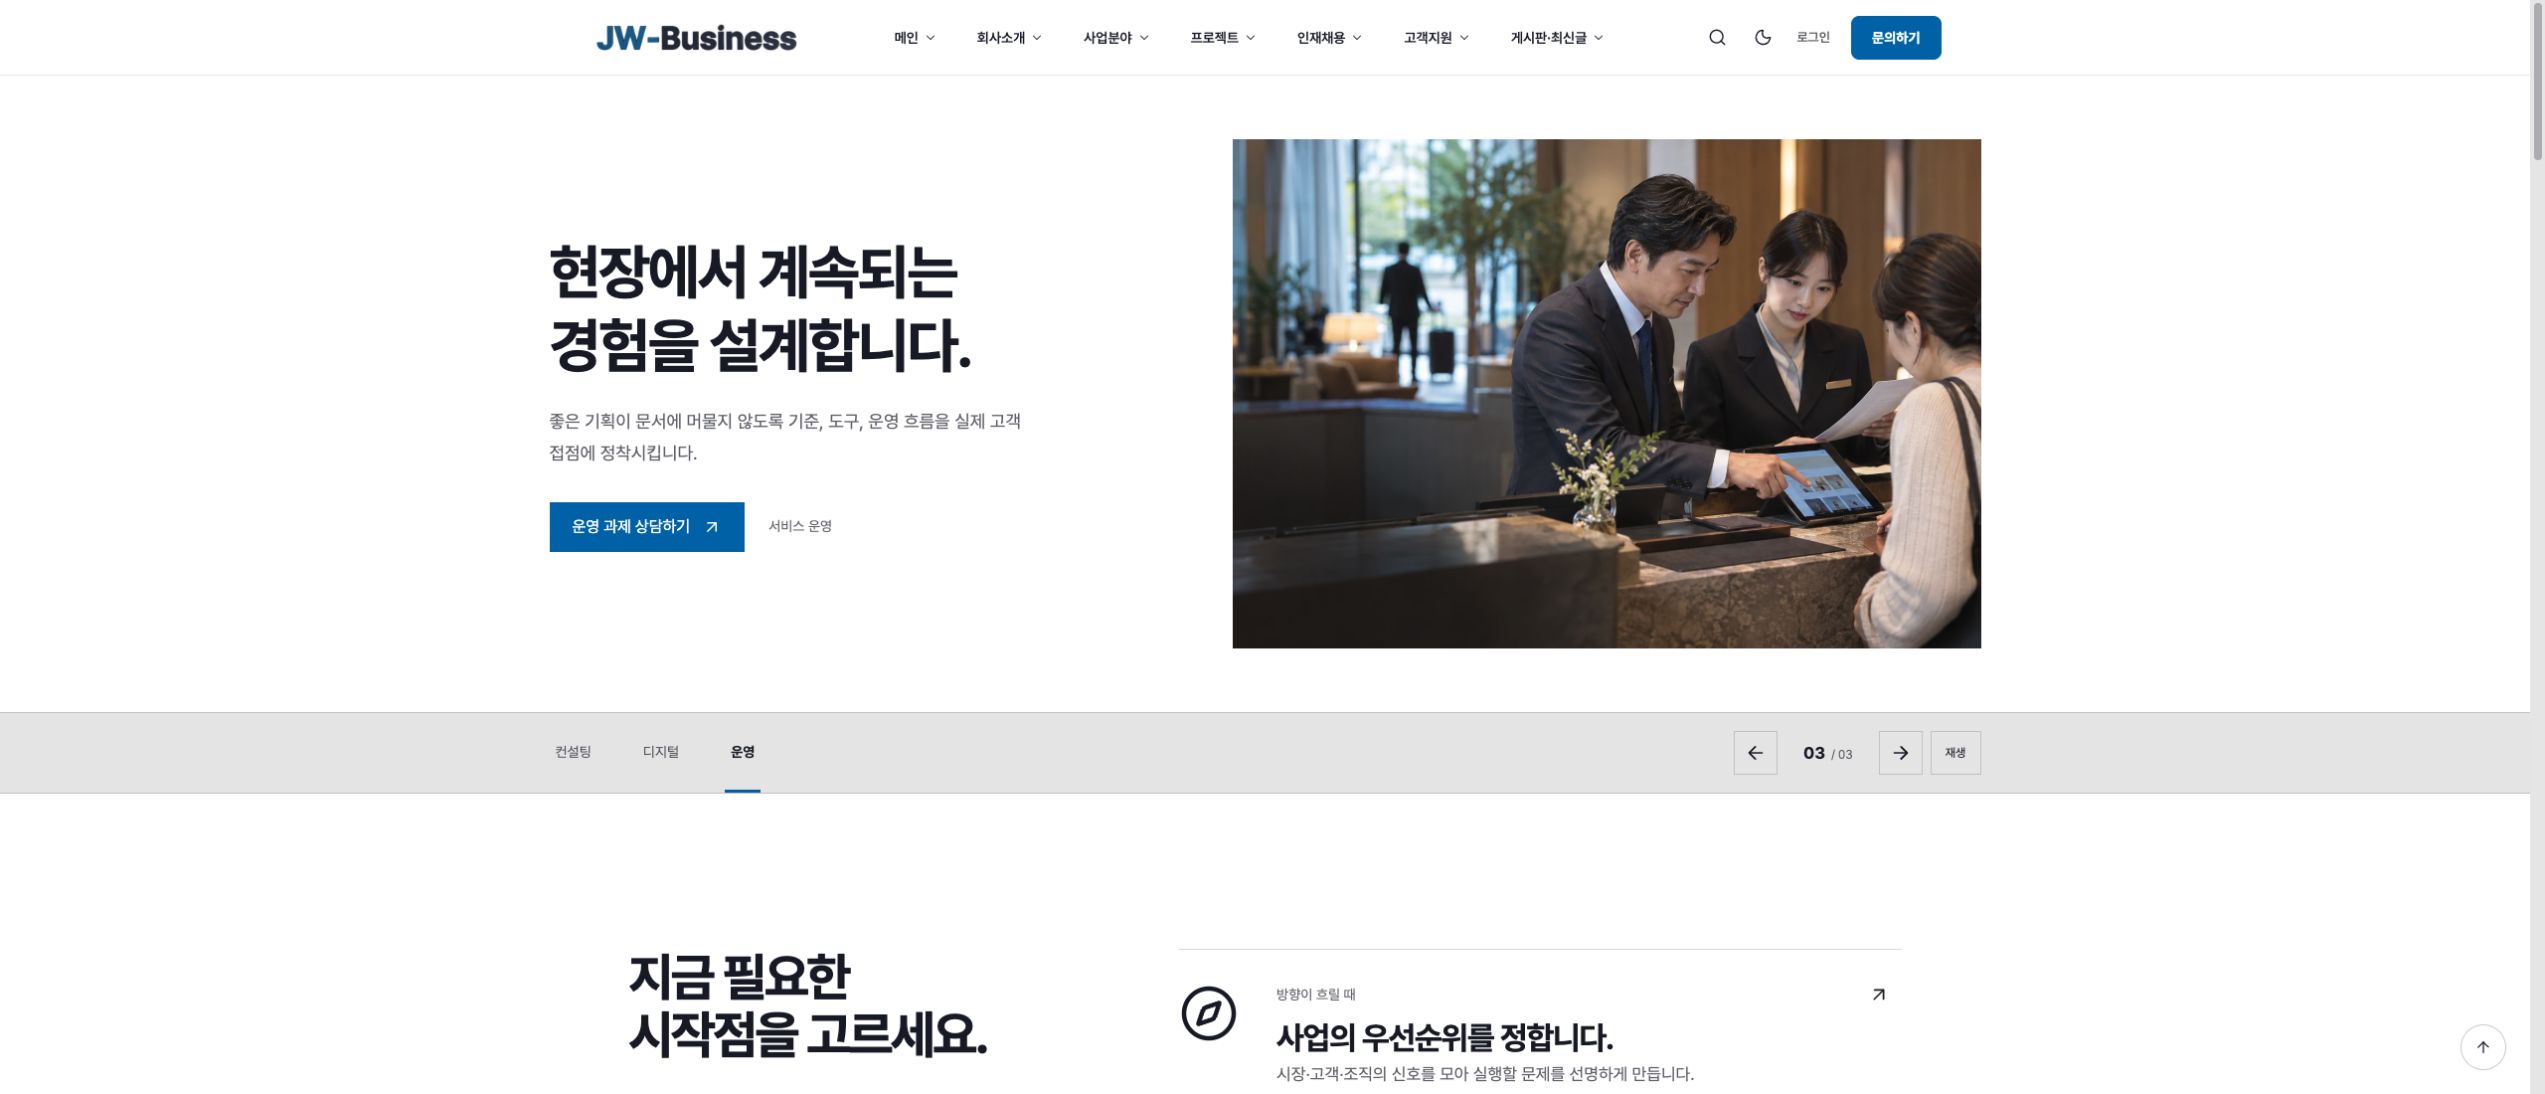 JW-Business
메인
회사소개
사업분야
프로젝트
인재채용
고객지원
게시판·최신글
로그인
문의하기
현장에서 계속되는
경험을 설계합니다.
좋은 기획이 문서에 머물지 않도록 기준, 도구, 운영 흐름을 실제 고객
접점에 정착시킵니다.
운영 과제 상담하기
서비스 운영
컨설팅
디지털
운영
03 / 03
재생
지금 필요한
시작점을 고르세요.
방향이 흐릴 때
사업의 우선순위를 정합니다.
시장·고객·조직의 신호를 모아 실행할 문제를 선명하게 만듭니다.